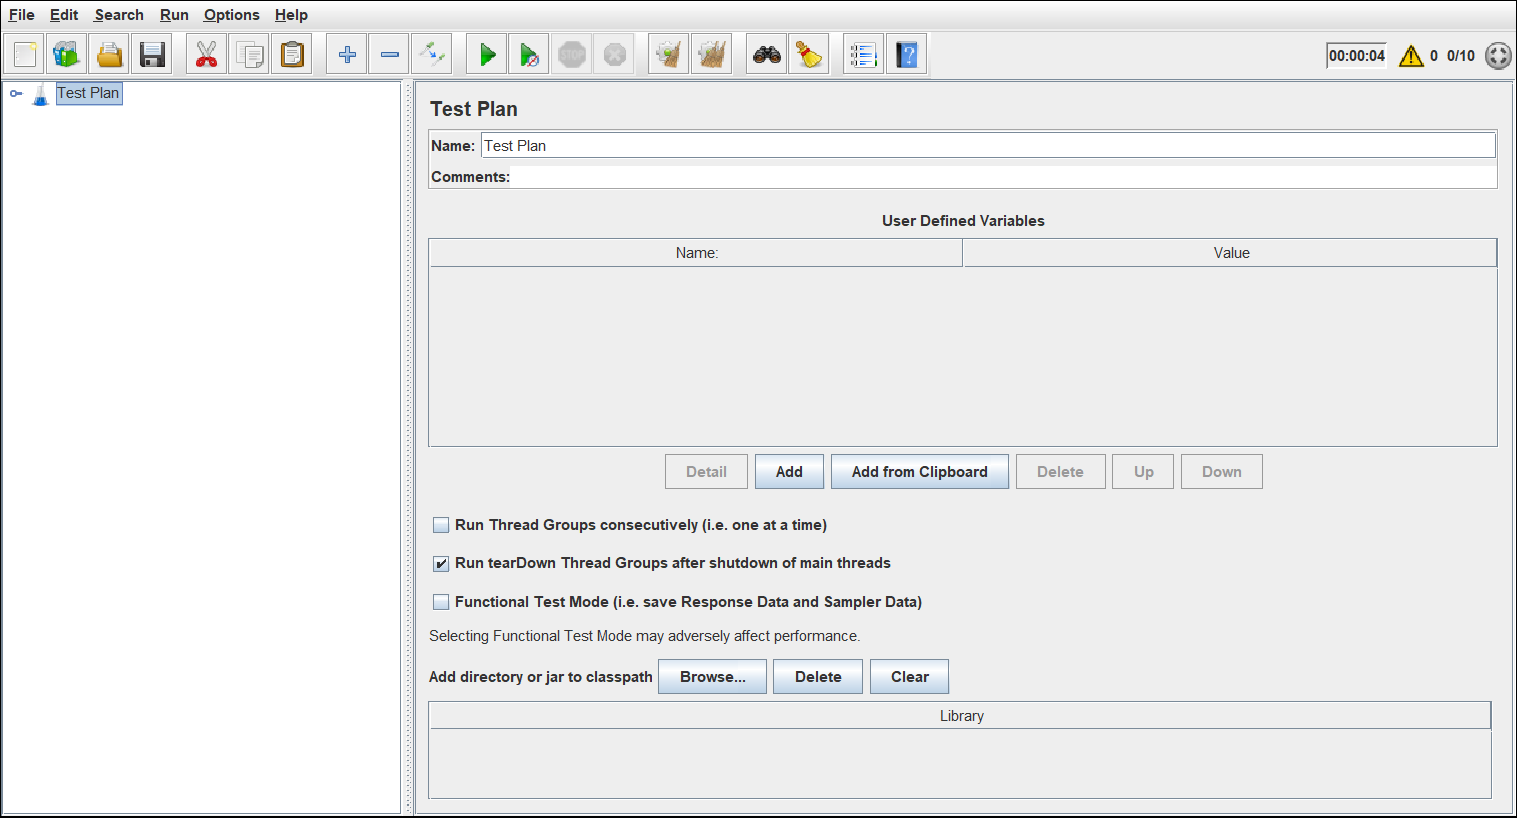 File Edit Search Run Options Help
STOP
00:00:04 0 0/10
Test Plan
Test Plan
Name: Test Plan
Comments:
User Defined Variables
Name: Value
Detail Add Add from Clipboard Delete Up Down
Run Thread Groups consecutively (i.e. one at a time)
Run tearDown Thread Groups after shutdown of main threads
Functional Test Mode (i.e. save Response Data and Sampler Data)
Selecting Functional Test Mode may adversely affect performance.
Add directory or jar to classpath Browse... Delete Clear
Library